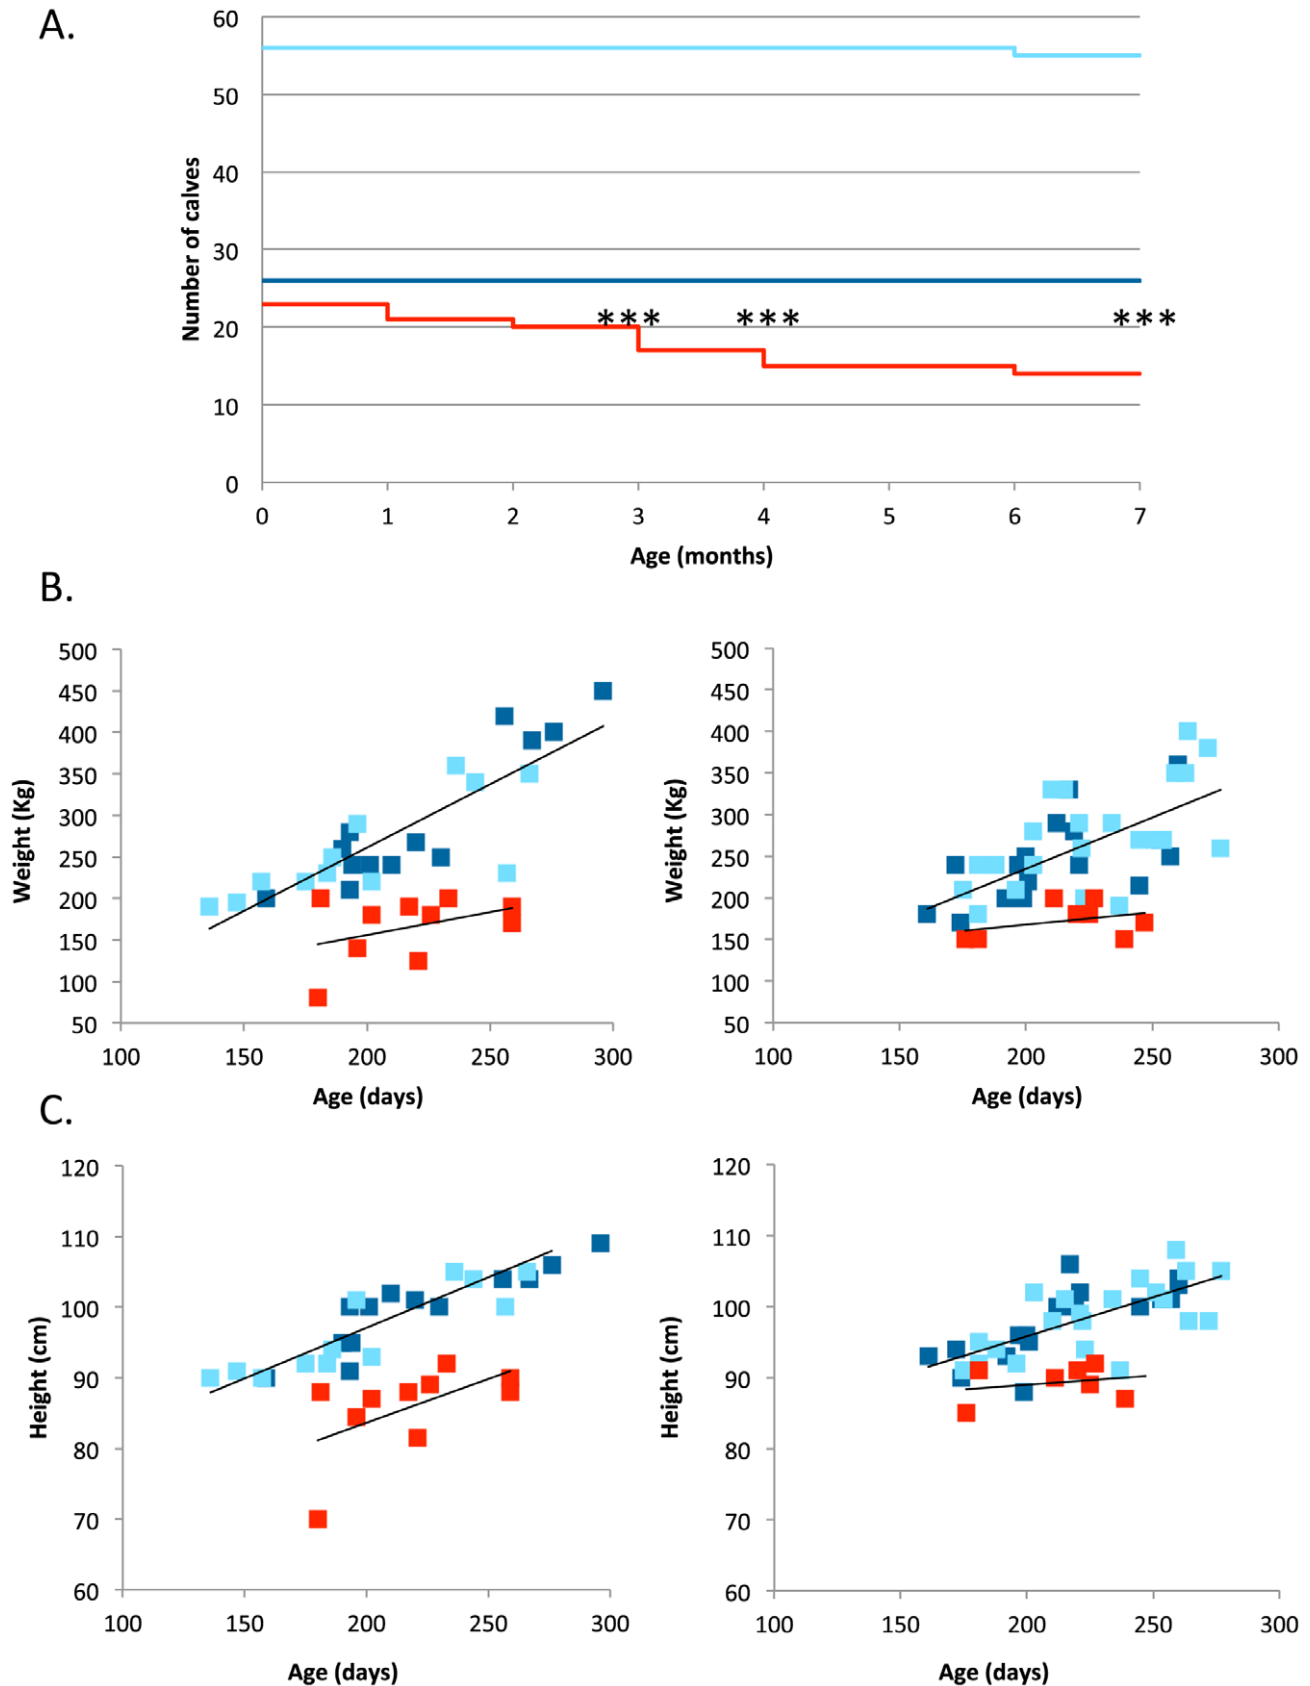 A.
60
50
40
30
20
10
0
Number of calves
*** *** ***
0 1 2 3 4 5 6 7
Age (months)
B.
500
450
400
350
300
250
200
150
100
50
Weight (Kg)
100 150 200 250 300
Age (days)
500
450
400
350
300
250
200
150
100
50
Weight (Kg)
100 150 200 250 300
Age (days)
C.
120
110
100
90
80
70
60
Height (cm)
100 150 200 250 300
Age (days)
120
110
100
90
80
70
60
Height (cm)
100 150 200 250 300
Age (days)